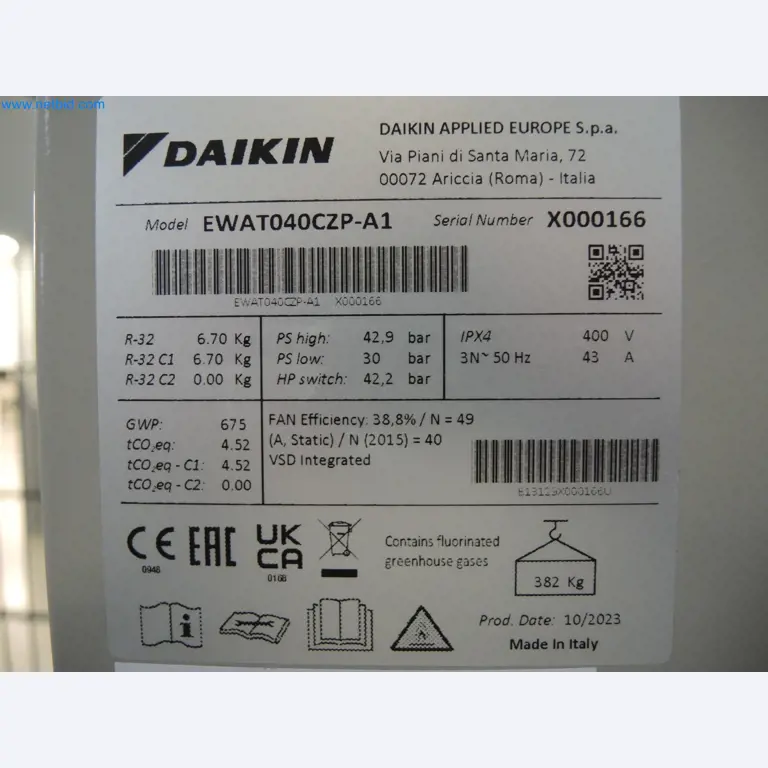 www.netbid.com
DAIKIN
DAIKIN APPLIED EUROPE S.p.a.
Via Piani di Santa Maria, 72
00072 Ariccia (Roma) - Italia
Model EWAT040CZP-A1 Serial Number X000166
EWAT040CZP-A1 X000166
R-32 6.70 Kg
R-32 C1 6.70 Kg
R-32 C2 0.00 Kg
PS high: 42,9 bar
PS low: 30 bar
HP switch: 42,2 bar
IPX4 400 V
3N~ 50 Hz 43 A
GWP: 675
tCO₂eq: 4.52
tCO₂eq - C1: 4.52
tCO₂eq - C2: 0.00
FAN Efficiency: 38,8% / N = 49
(A, Static) / N (2015) = 40
VSD Integrated
CE
0948
EAC
UK
CA
0168
Contains fluorinated
greenhouse gases
382 Kg
Prod. Date: 10/2023
Made In Italy